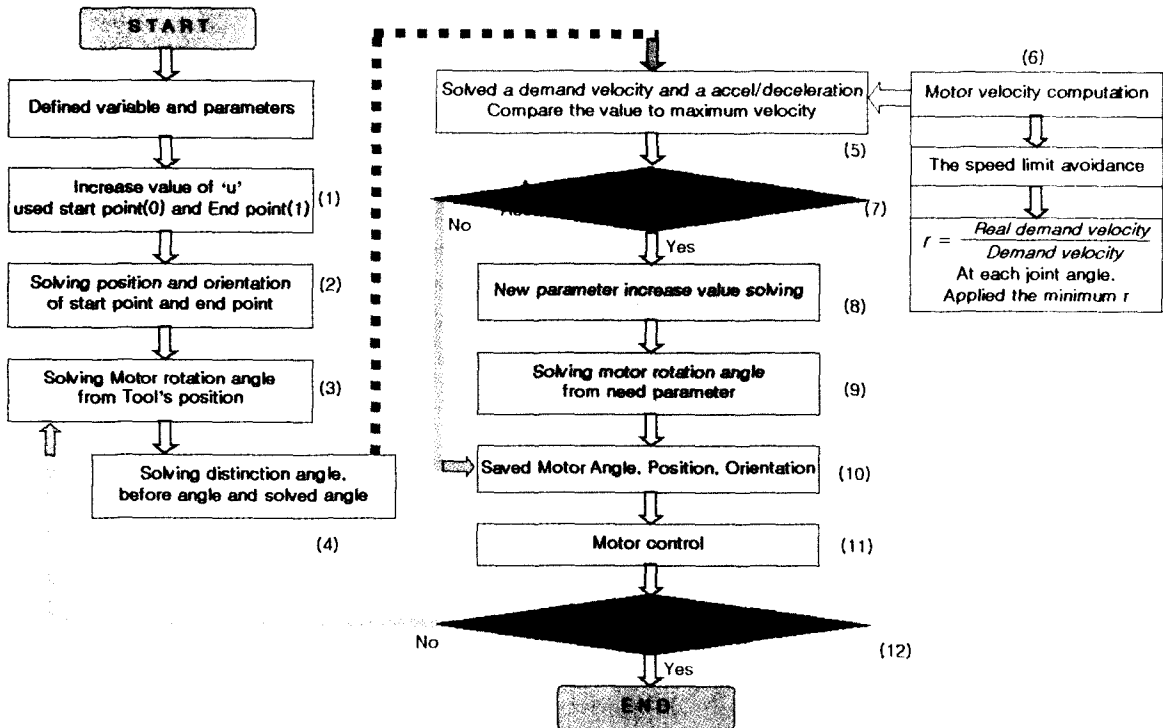 START
Defined variable and parameters
Increase value of 'u'
used start point(0) and End point(1)
(1)
Solving position and orientation
of start point and end point
(2)
Solving Motor rotation angle
from Tool's position
(3)
Solving distinction angle,
before angle and solved angle
(4)
Solved a demand velocity and a accel/deceleration
Compare the value to maximum velocity
(5)
(6)
Motor velocity computation
The speed limit avoidance
r = Real demand velocity
Demand velocity
At each joint angle.
Applied the minimum r
(7)
No
Yes
New parameter increase value solving
(8)
Solving motor rotation angle
from need parameter
(9)
Saved Motor Angle, Position, Orientation
(10)
Motor control
(11)
No
(12)
Yes
END